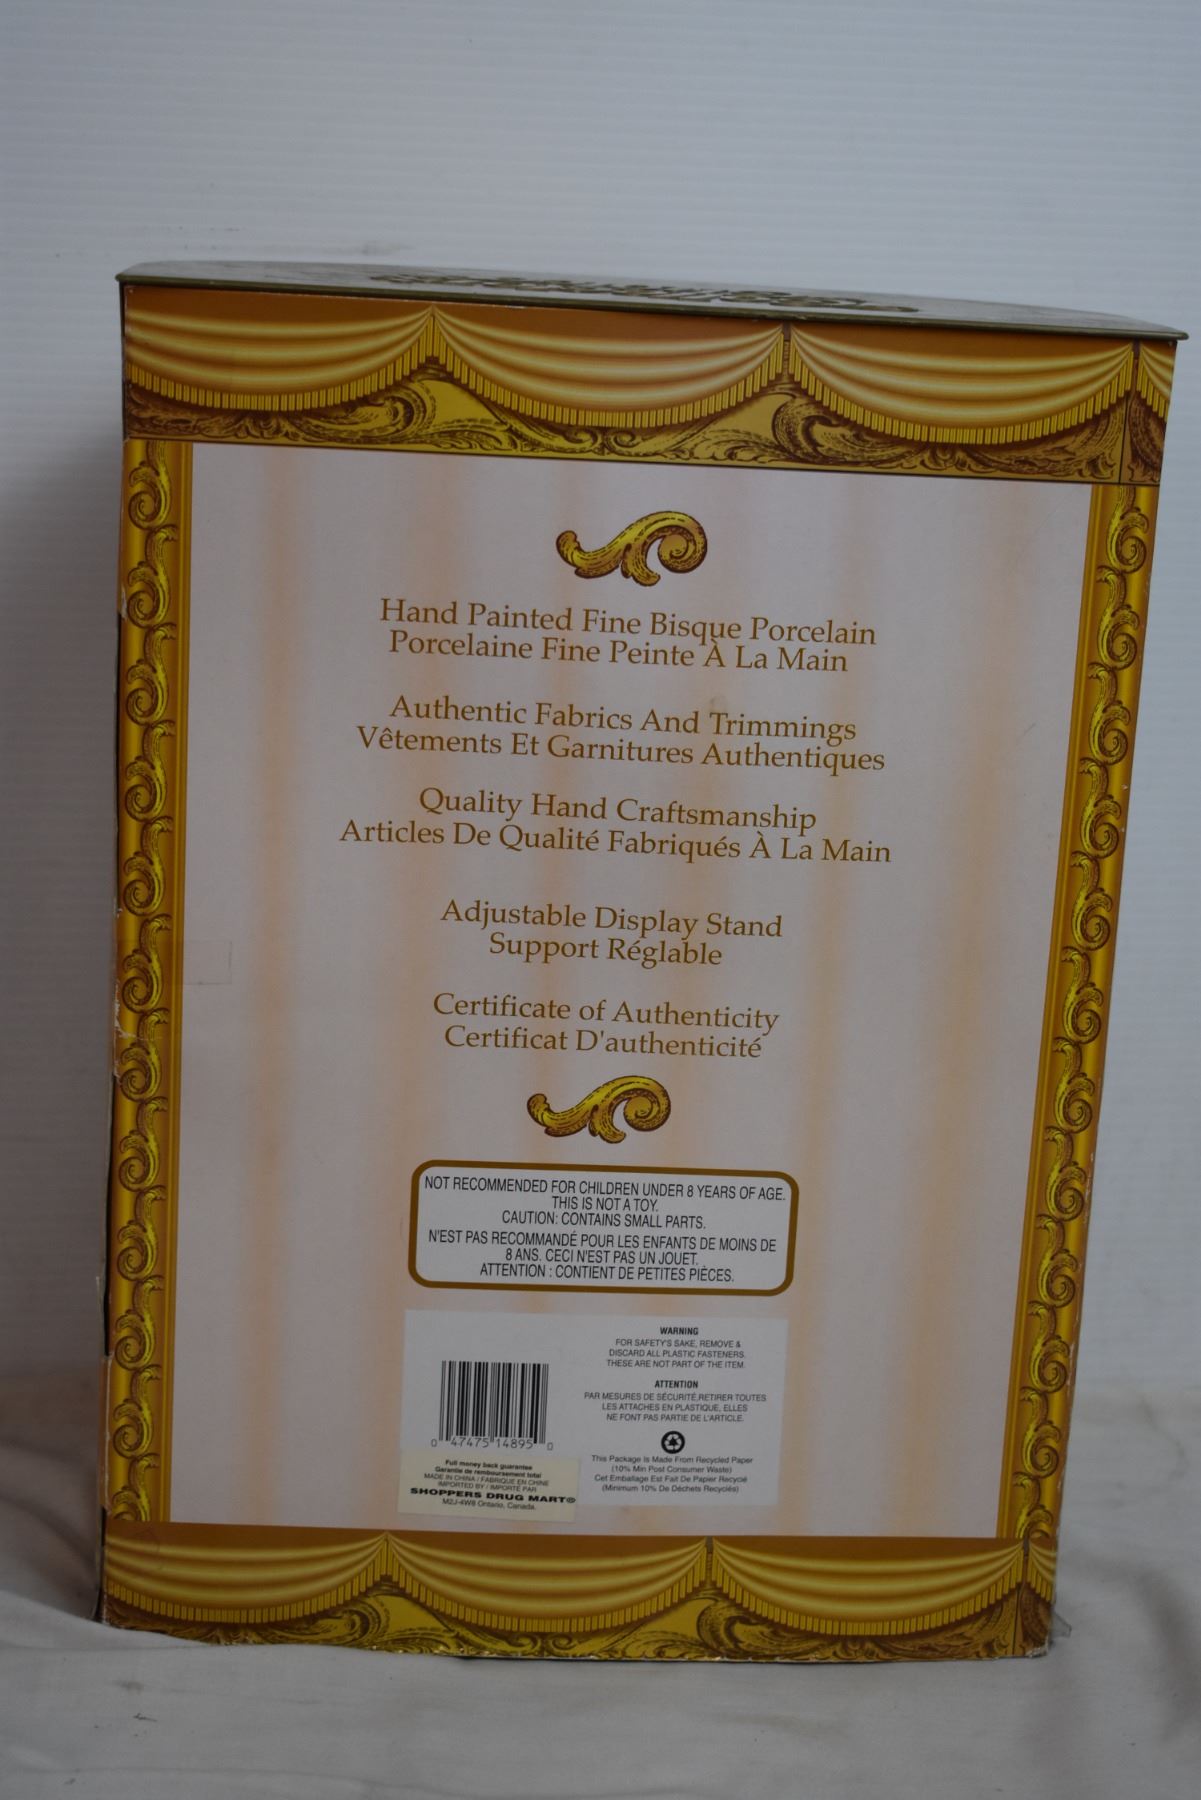 Hand Painted Fine Bisque Porcelain
Porcelaine Fine Peinte À La Main
Authentic Fabrics And Trimmings
Vêtements Et Garnitures Authentiques
Quality Hand Craftsmanship
Articles De Qualité Fabriqués À La Main
Adjustable Display Stand
Support Réglable
Certificate of Authenticity
Certificat D'authenticité
NOT RECOMMENDED FOR CHILDREN UNDER 8 YEARS OF AGE.
THIS IS NOT A TOY.
CAUTION: CONTAINS SMALL PARTS.
N'EST PAS RECOMMANDÉ POUR LES ENFANTS DE MOINS DE
8 ANS. CECI N'EST PAS UN JOUET.
ATTENTION : CONTIENT DE PETITES PIÈCES.
WARNING
FOR SAFETY'S SAKE, REMOVE &
DISCARD ALL PLASTIC FASTENERS.
THESE ARE NOT PART OF THE ITEM.
ATTENTION
PAR MESURES DE SÉCURITÉ,RETIRER TOUTES
LES ATTACHES EN PLASTIQUE, ELLES
NE FONT PAS PARTIE DE L'ARTICLE.
This Package Is Made From Recycled Paper
(10% Min Post Consumer Waste)
Cet Emballage Est Fait De Papier Recyclé
(Minimum 10% De Déchets Recyclés)
0 47475 14895 0
Full money back guarantee
Garantie de remboursement total
MADE IN CHINA / FABRIQUE EN CHINE
IMPORTED BY / IMPORTÉ PAR
SHOPPERS DRUG MART®
M2J-4W8 Ontario, Canada.